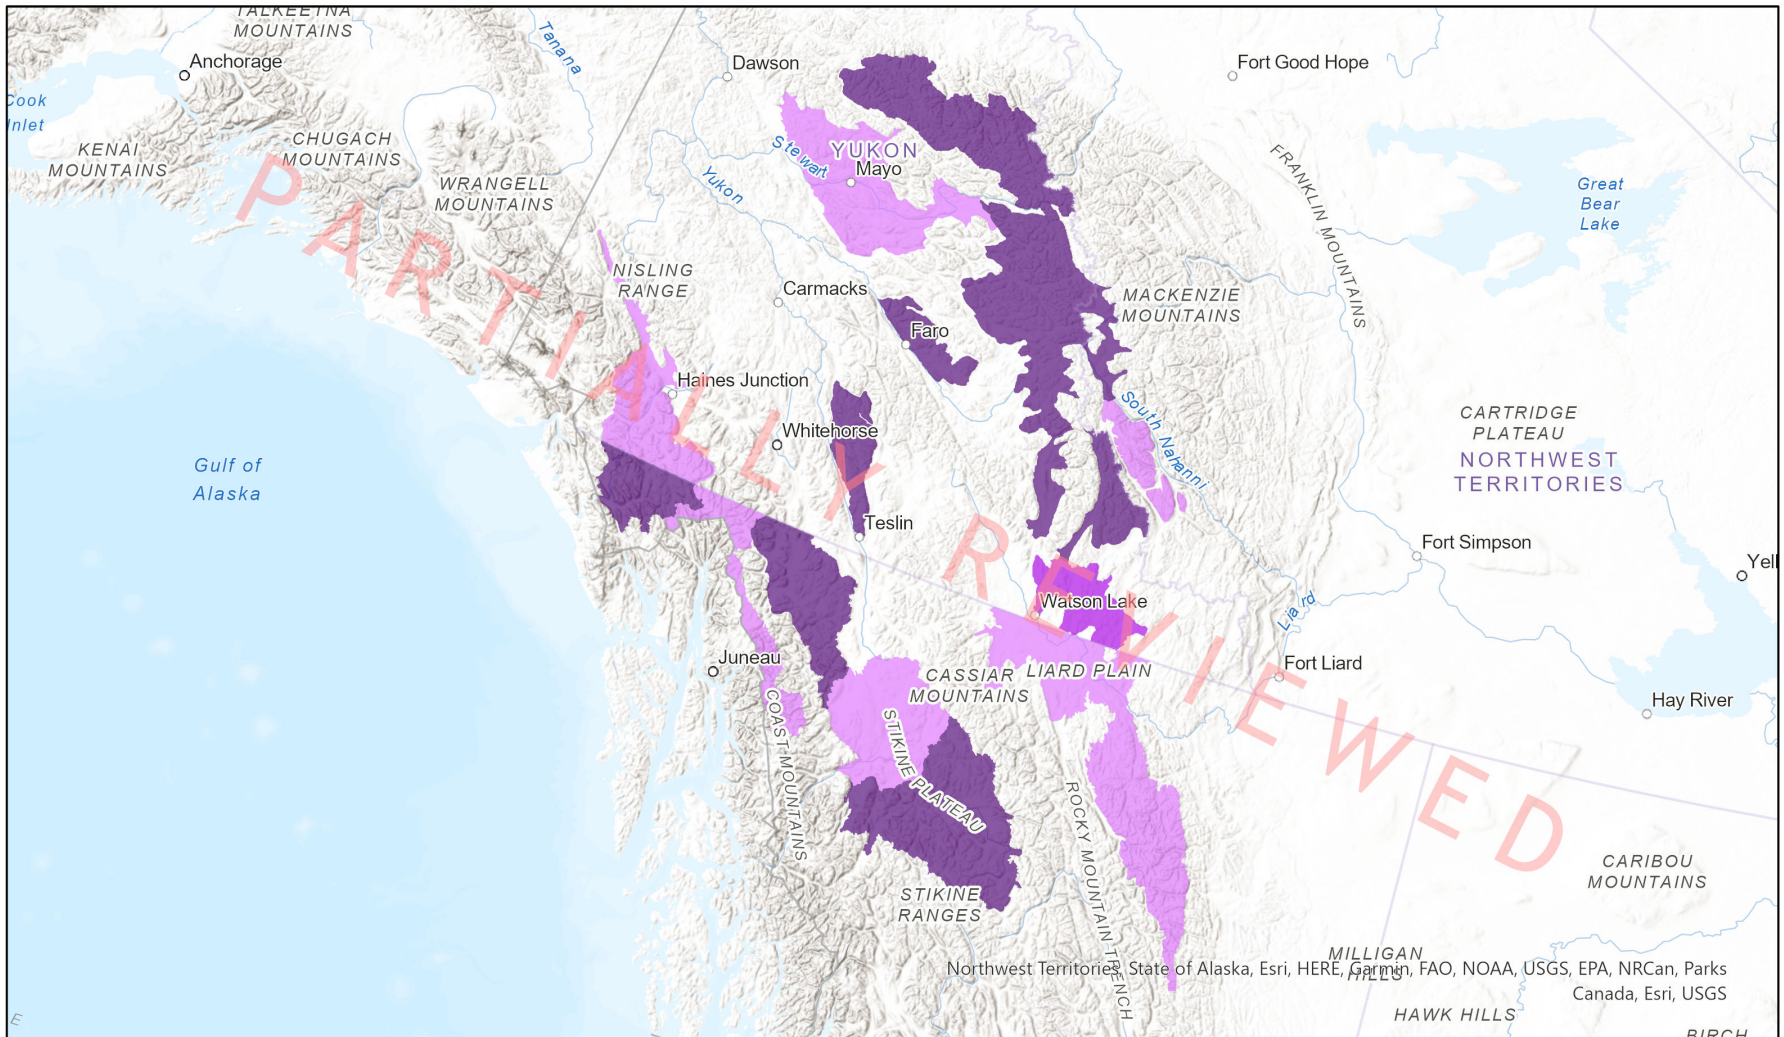 TALKEETNA
MOUNTAINS
Anchorage
Cook
Inlet
KENAI
MOUNTAINS
CHUGACH
MOUNTAINS
WRANGELL
MOUNTAINS
Tanana
Dawson
Stewart
YUKON
Mayo
Yukon
Fort Good Hope
FRANKLIN MOUNTAINS
Great
Bear
Lake
NISLING
RANGE
Carmacks
Faro
MACKENZIE
MOUNTAINS
Haines Junction
Whitehorse
South Nahanni
CARTRIDGE
PLATEAU
NORTHWEST
TERRITORIES
Gulf of
Alaska
Teslin
Fort Simpson
Yell
Watson Lake
Liard
Juneau
CASSIAR
MOUNTAINS
LIARD PLAIN
Fort Liard
Hay River
COAST MOUNTAINS
STIKINE PLATEAU
ROCKY MOUNTAIN TRENCH
STIKINE
RANGES
CARIBOU
MOUNTAINS
MILLIGAN
HILLS
HAWK HILLS
BIRCH
E
PARTIALLY REVIEWED
Northwest Territories, State of Alaska, Esri, HERE, Garmin, FAO, NOAA, USGS, EPA, NRCan, Parks
Canada, Esri, USGS